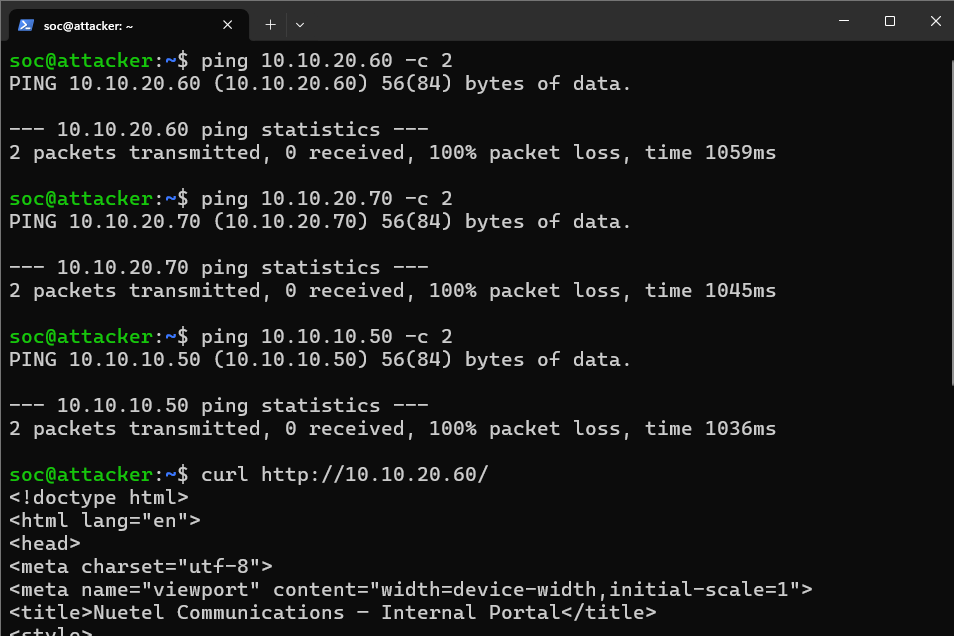 soc@attacker: ~
soc@attacker:~$ ping 10.10.20.60 -c 2
PING 10.10.20.60 (10.10.20.60) 56(84) bytes of data.
--- 10.10.20.60 ping statistics ---
2 packets transmitted, 0 received, 100% packet loss, time 1059ms
soc@attacker:~$ ping 10.10.20.70 -c 2
PING 10.10.20.70 (10.10.20.70) 56(84) bytes of data.
--- 10.10.20.70 ping statistics ---
2 packets transmitted, 0 received, 100% packet loss, time 1045ms
soc@attacker:~$ ping 10.10.10.50 -c 2
PING 10.10.10.50 (10.10.10.50) 56(84) bytes of data.
--- 10.10.10.50 ping statistics ---
2 packets transmitted, 0 received, 100% packet loss, time 1036ms
soc@attacker:~$ curl http://10.10.20.60/
<!doctype html>
<html lang="en">
<head>
<meta charset="utf-8">
<meta name="viewport" content="width=device-width,initial-scale=1">
<title>Nuetel Communications — Internal Portal</title>
<style>